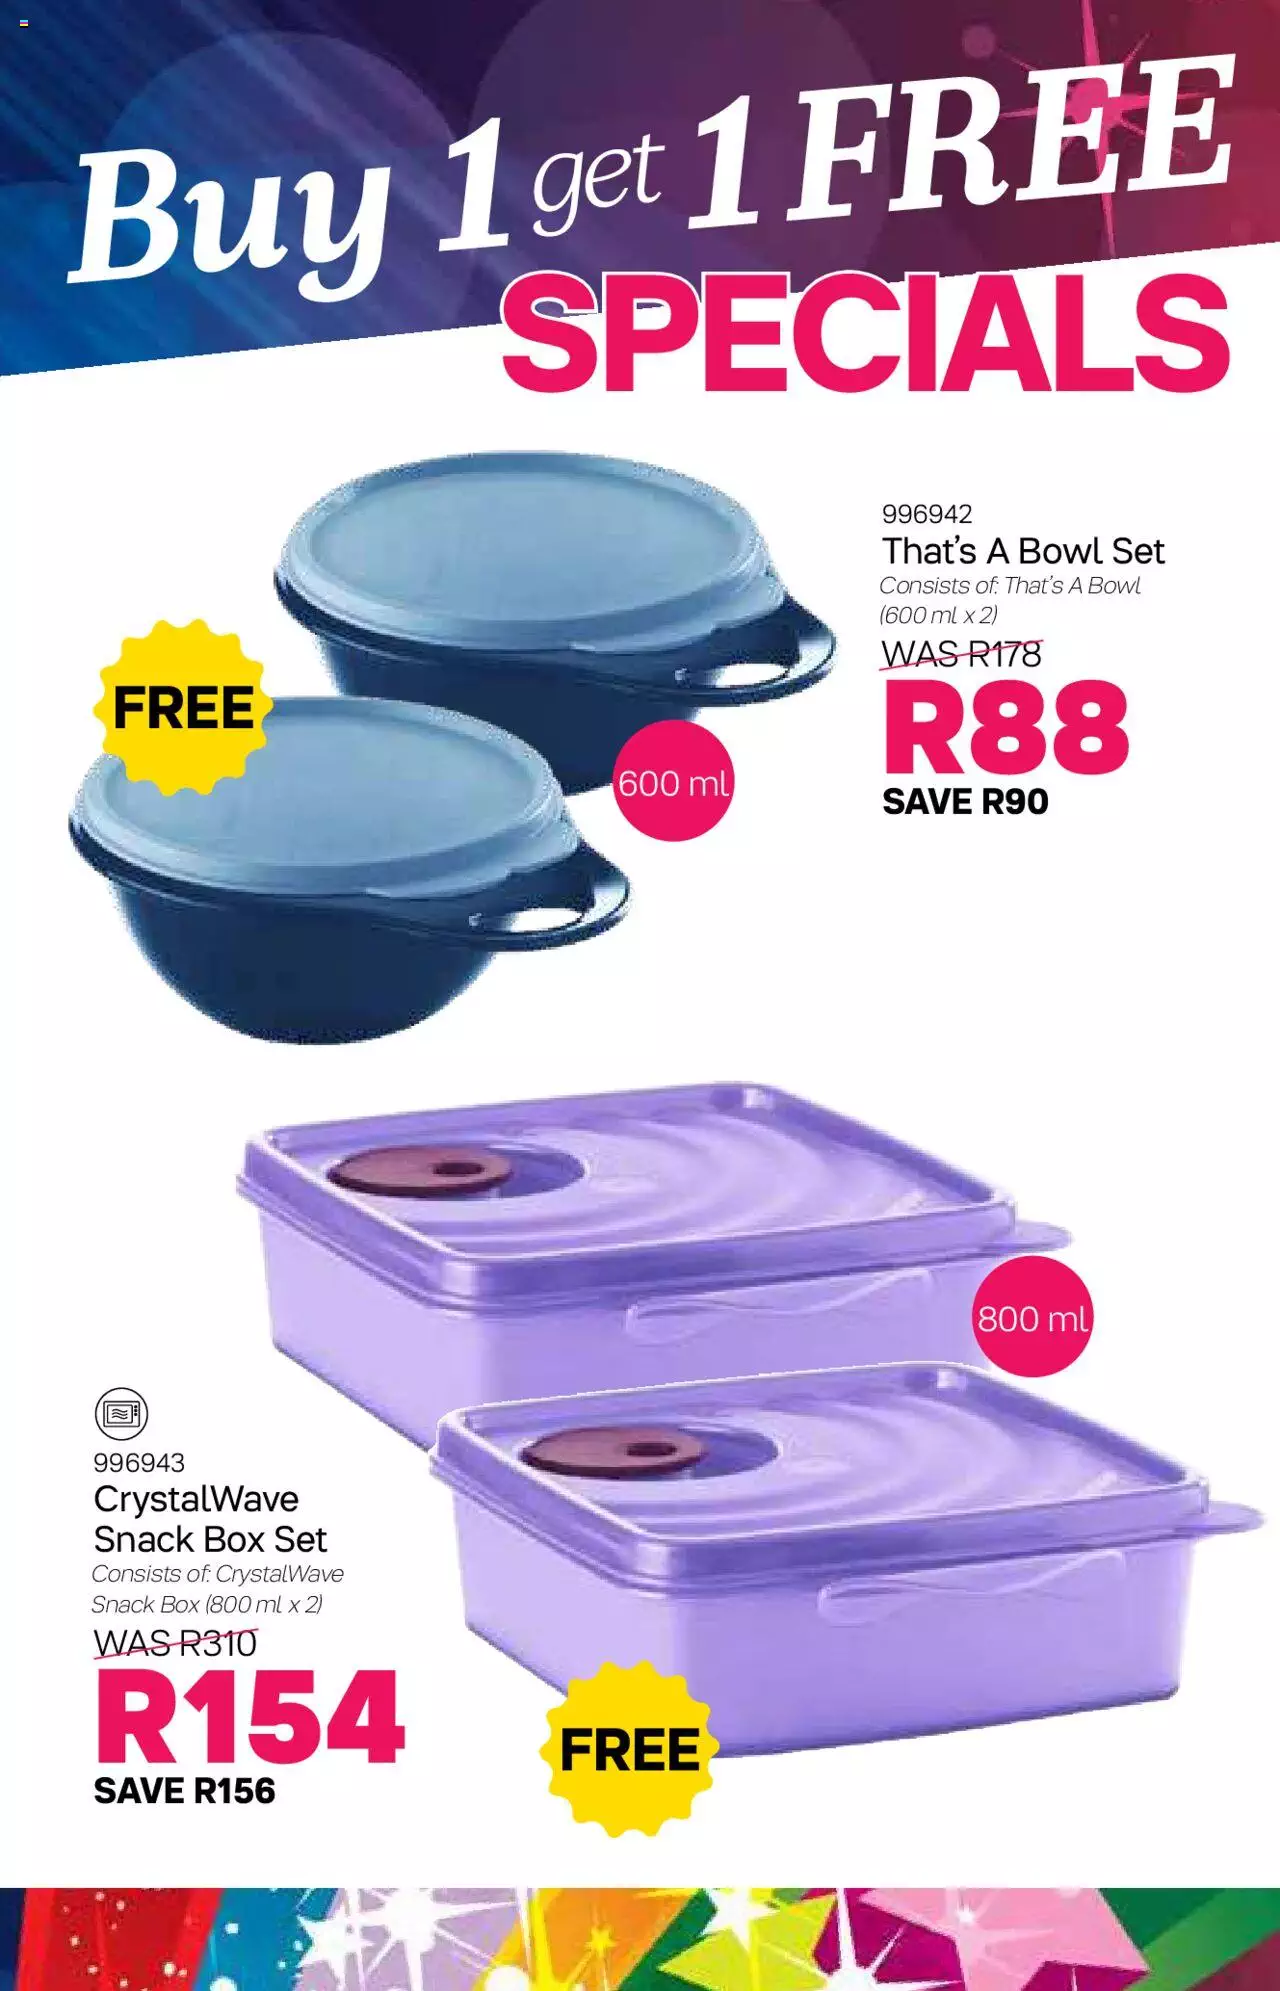 Buy 1 get 1 FREE
SPECIALS
996942
That's A Bowl Set
Consists of: That's A Bowl
(600 ml x 2)
WAS R178
R88
SAVE R90
FREE
600 ml
800 ml
996943
CrystalWave
Snack Box Set
Consists of: CrystalWave
Snack Box (800 ml x 2)
WAS R310
R154
SAVE R156
FREE